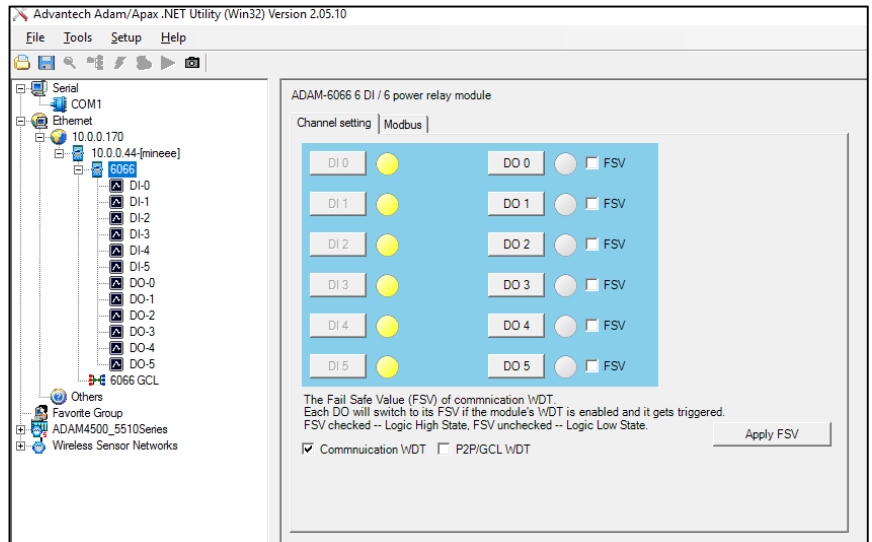 Advantech Adam/Apax .NET Utility (Win32) Version 2.05.10
File Tools Setup Help
Serial
COM1
Ethernet
10.0.0.170
10.0.0.44-[mineee]
6066
DI-0
DI-1
DI-2
DI-3
DI-4
DI-5
DO-0
DO-1
DO-2
DO-3
DO-4
DO-5
6066 GCL
Others
Favorite Group
ADAM4500_5510Series
Wireless Sensor Networks
ADAM-6066 6 DI / 6 power relay module
Channel setting Modbus
DI 0 DO 0 FSV
DI 1 DO 1 FSV
DI 2 DO 2 FSV
DI 3 DO 3 FSV
DI 4 DO 4 FSV
DI 5 DO 5 FSV
The Fail Safe Value (FSV) of commnication WDT.
Each DO will switch to its FSV if the module's WDT is enabled and it gets triggered.
FSV checked -- Logic High State, FSV unchecked -- Logic Low State.
Apply FSV
Commnuication WDT P2P/GCL WDT